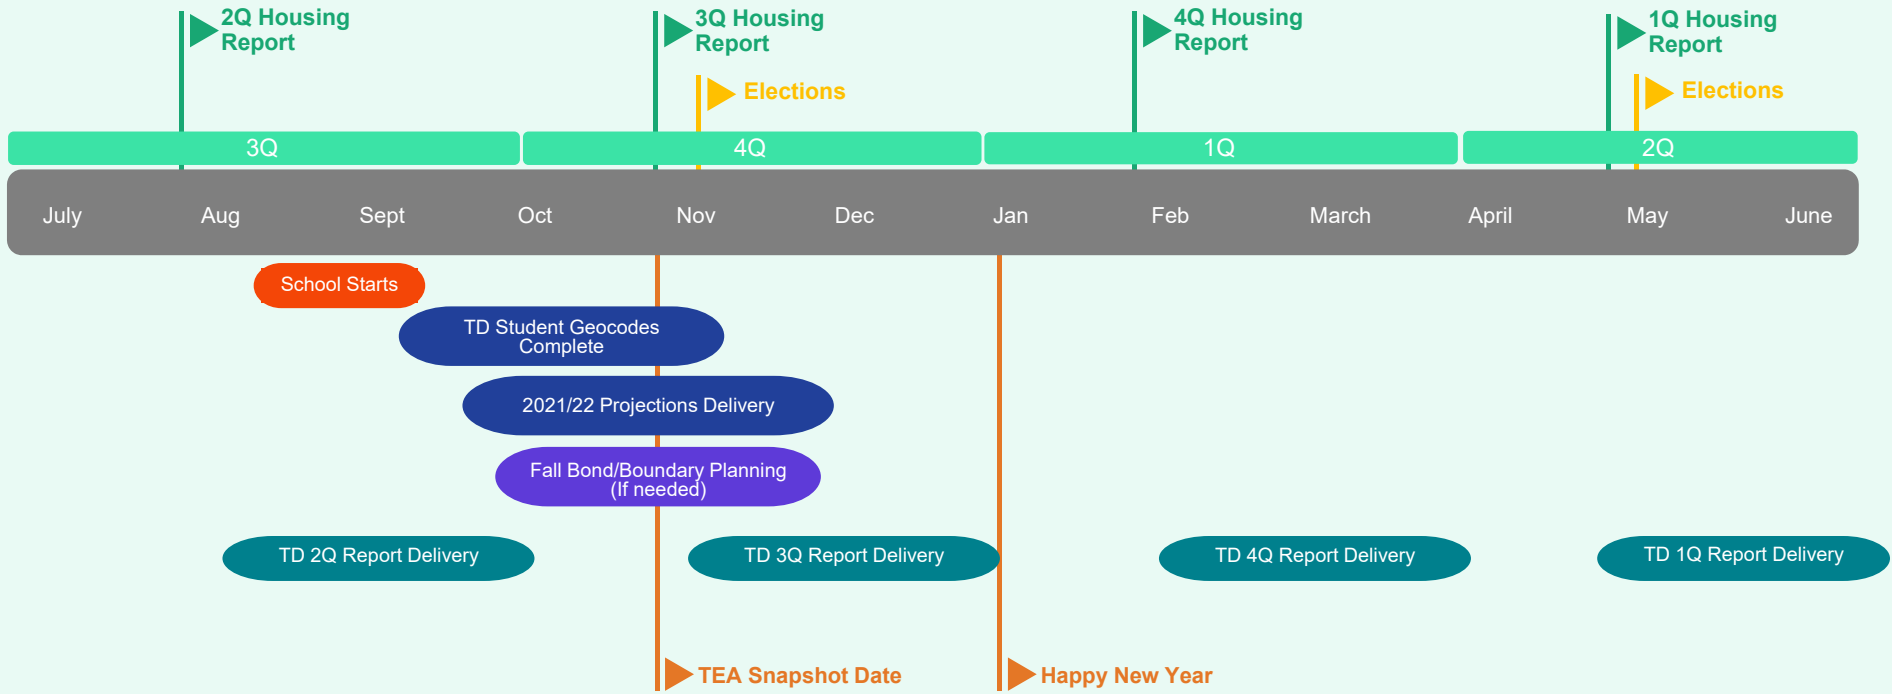 2Q Housing
Report
3Q Housing
Report
4Q Housing
Report
1Q Housing
Report
Elections
Elections
3Q 4Q 1Q 2Q
July Aug Sept Oct Nov Dec Jan Feb March April May June
School Starts
TD Student Geocodes
Complete
2021/22 Projections Delivery
Fall Bond/Boundary Planning
(If needed)
TD 2Q Report Delivery
TD 3Q Report Delivery
TD 4Q Report Delivery
TD 1Q Report Delivery
TEA Snapshot Date
Happy New Year